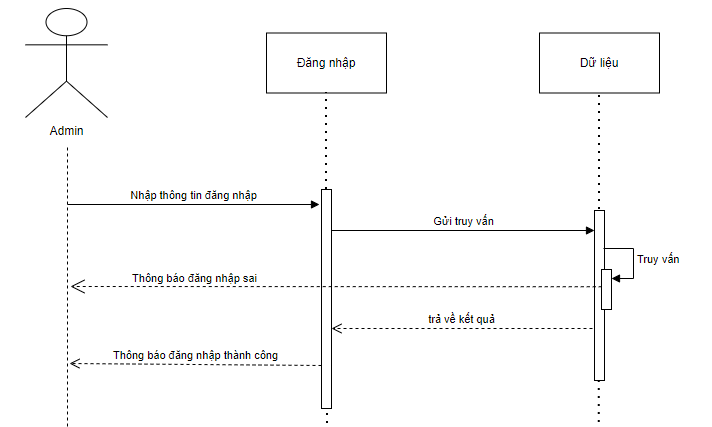 Đăng nhập
Dữ liệu
Admin
Nhập thông tin đăng nhập
Gửi truy vấn
Truy vấn
Thông báo đăng nhập sai
trả về kết quả
Thông báo đăng nhập thành công